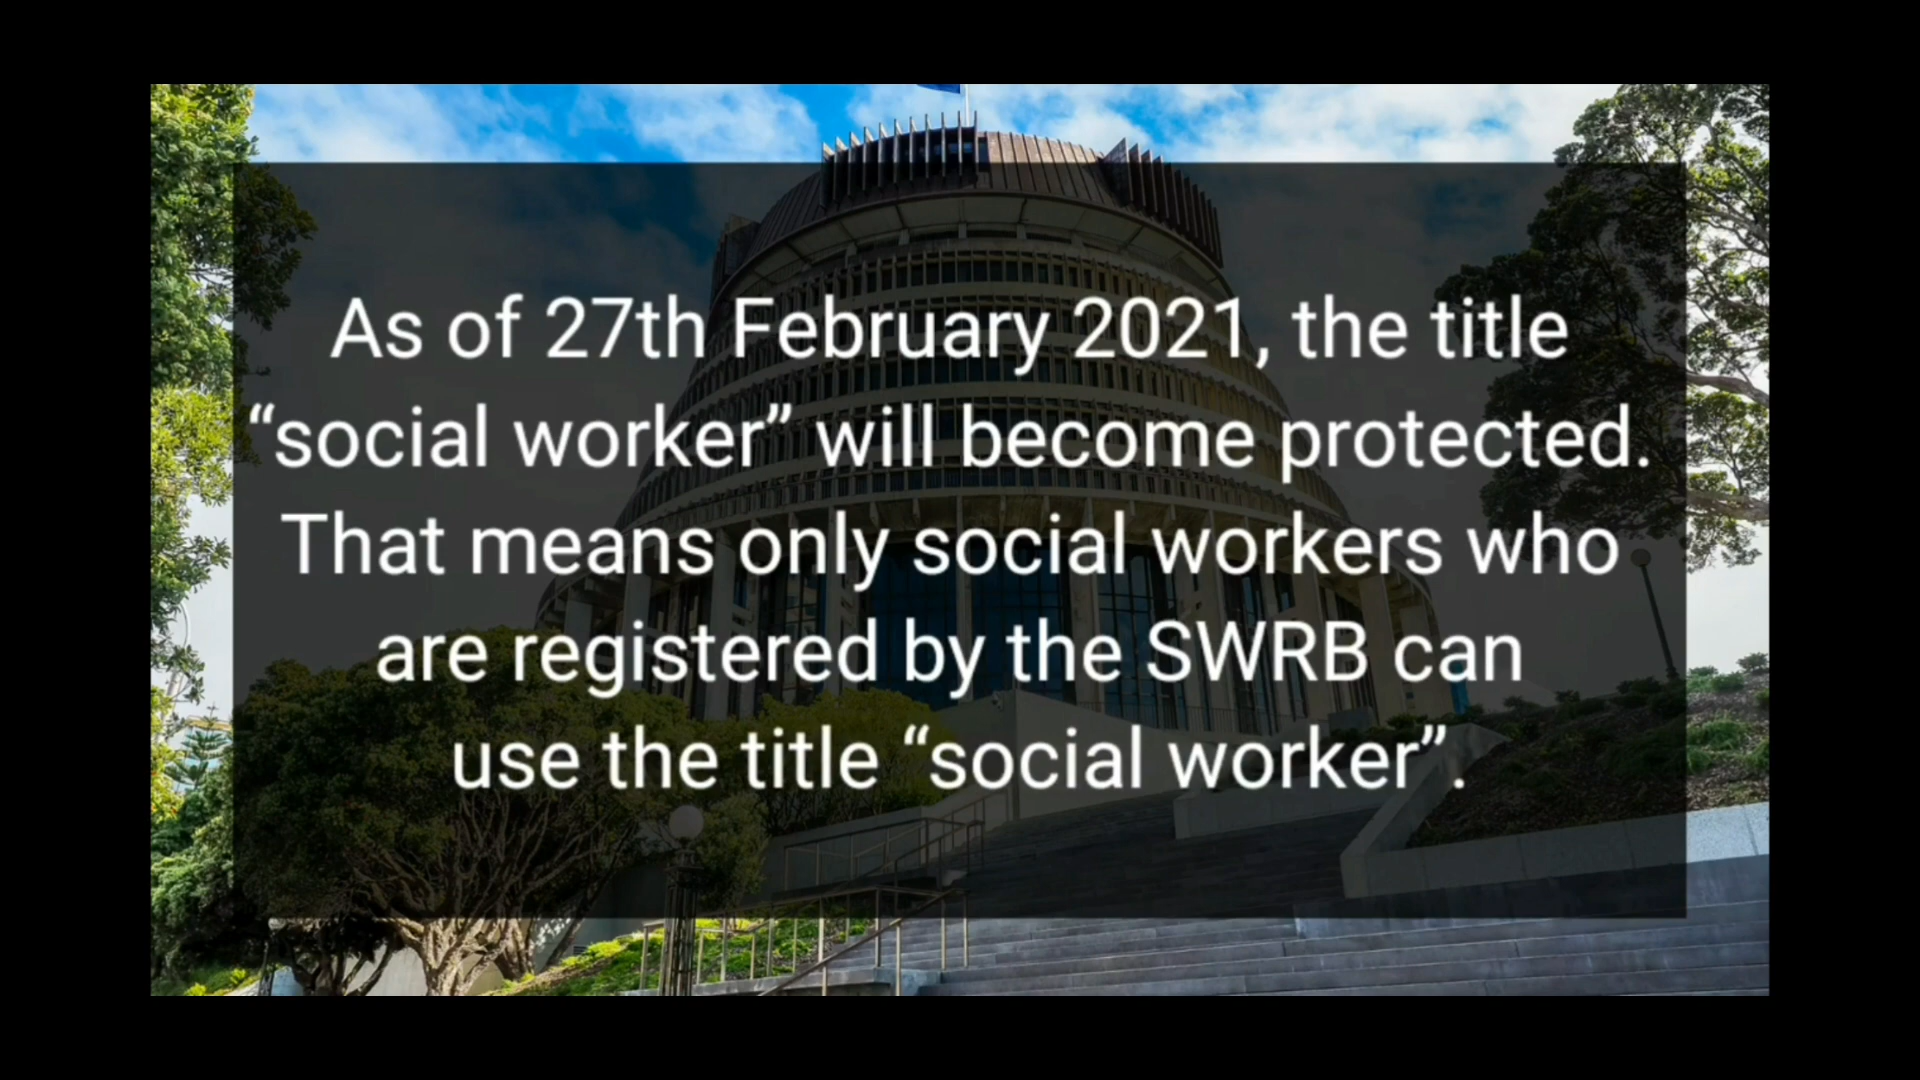 As of 27th February 2021, the title
“social worker” will become protected.
That means only social workers who
are registered by the SWRB can
use the title “social worker”.